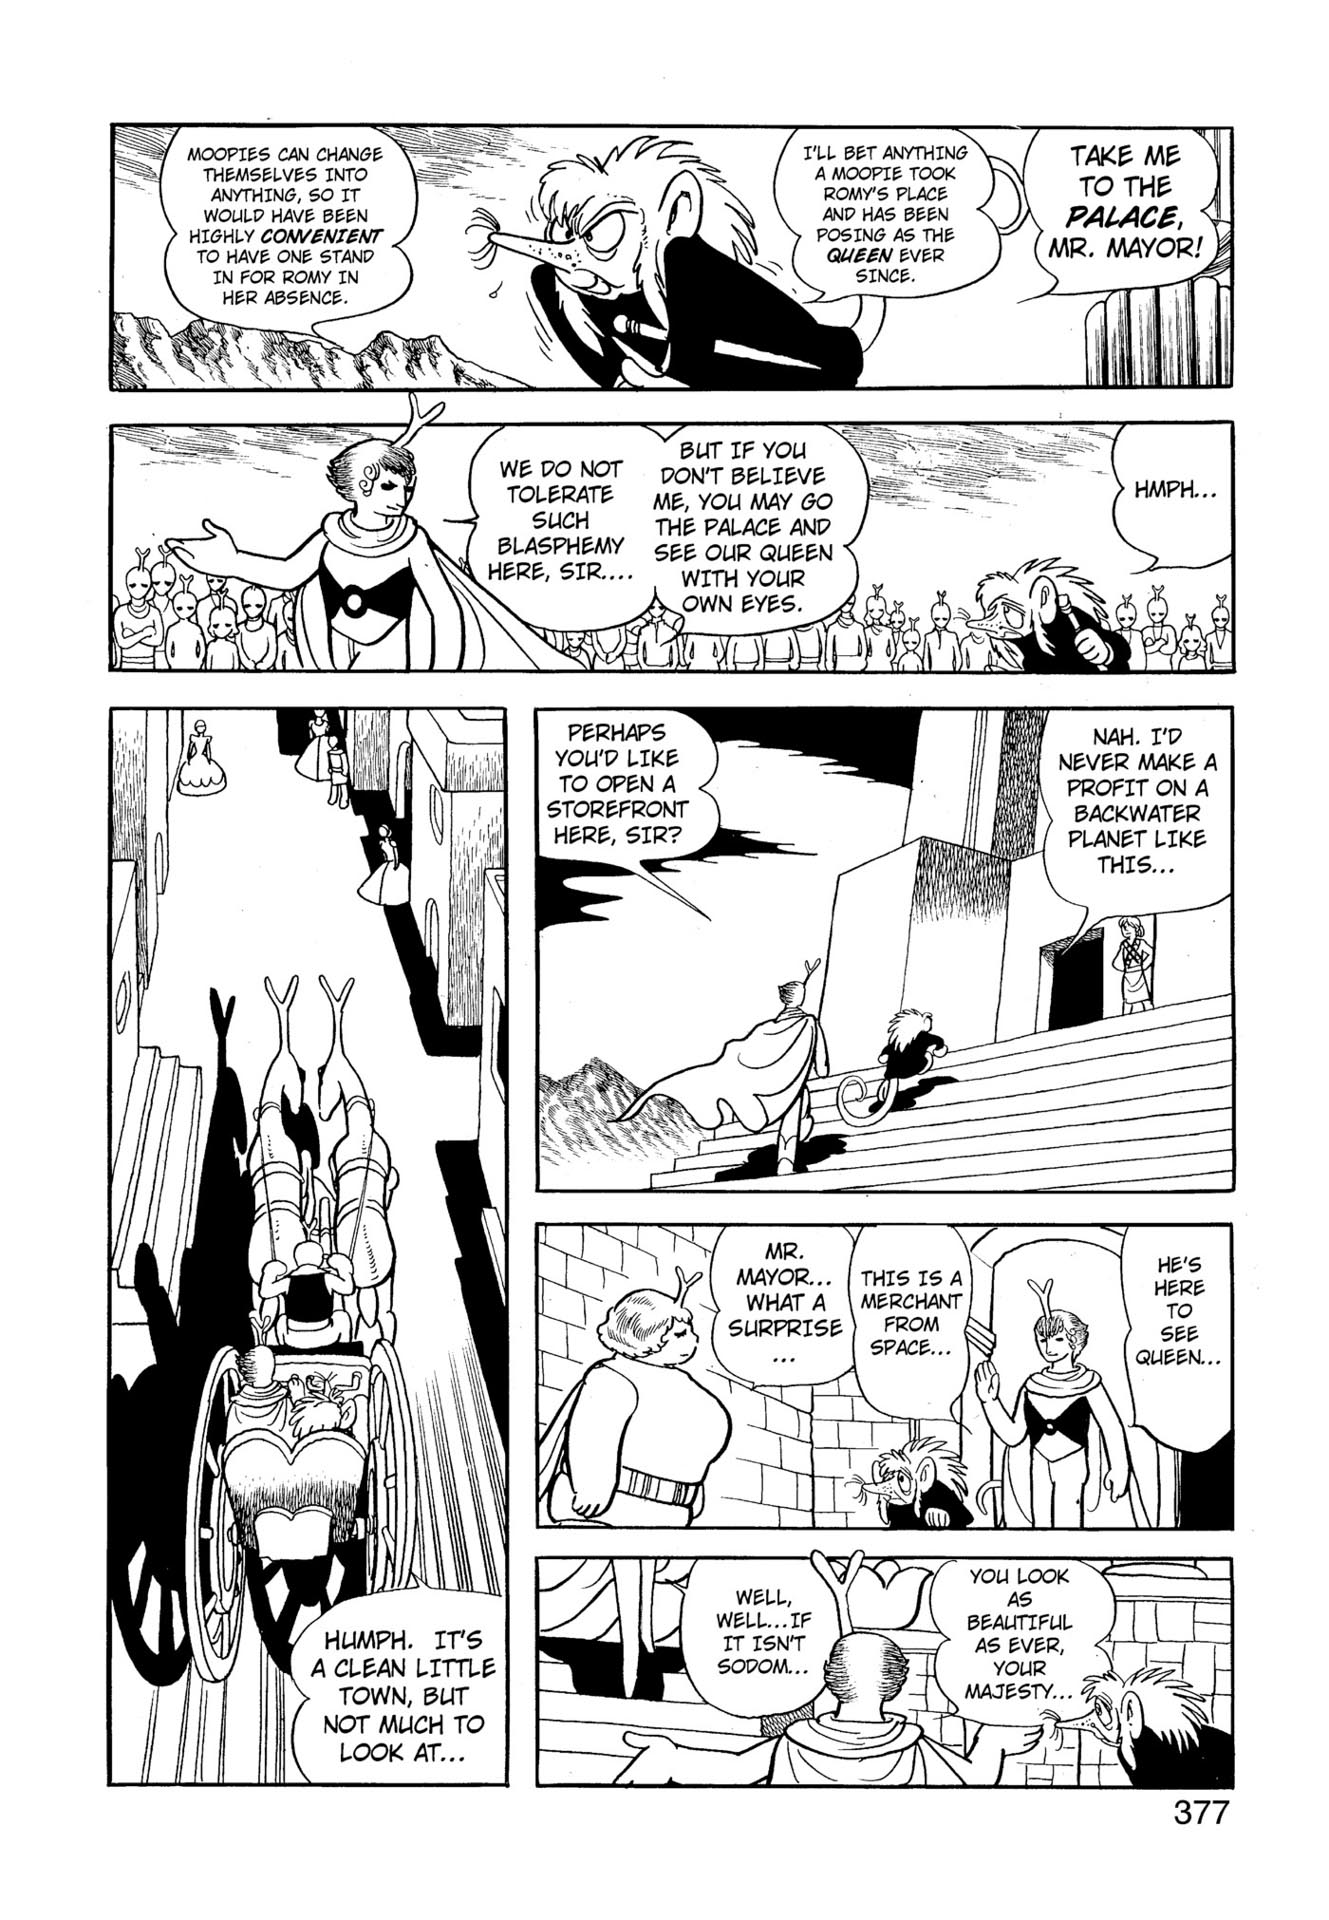 MOOPIES CAN CHANGE
THEMSELVES INTO
ANYTHING, SO IT
WOULD HAVE BEEN
HIGHLY CONVENIENT
TO HAVE ONE STAND
IN FOR ROMY IN
HER ABSENCE.
I'LL BET ANYTHING
A MOOPIE TOOK
ROMY'S PLACE
AND HAS BEEN
POSING AS THE
QUEEN EVER
SINCE.
TAKE ME
TO THE
PALACE,
MR. MAYOR!
WE DO NOT
TOLERATE
SUCH
BLASPHEMY
HERE, SIR....
BUT IF YOU
DON'T BELIEVE
ME, YOU MAY GO
THE PALACE AND
SEE OUR QUEEN
WITH YOUR
OWN EYES.
HMPH...
HUMPH. IT'S
A CLEAN LITTLE
TOWN, BUT
NOT MUCH TO
LOOK AT...
PERHAPS
YOU'D LIKE
TO OPEN A
STOREFRONT
HERE, SIR?
NAH. I'D
NEVER MAKE A
PROFIT ON A
BACKWATER
PLANET LIKE
THIS...
MR.
MAYOR...
WHAT A
SURPRISE
...
THIS IS A
MERCHANT
FROM
SPACE...
HE'S
HERE
TO
SEE
QUEEN...
WELL,
WELL...IF
IT ISN'T
SODOM...
YOU LOOK
AS
BEAUTIFUL
AS EVER,
YOUR
MAJESTY...
377